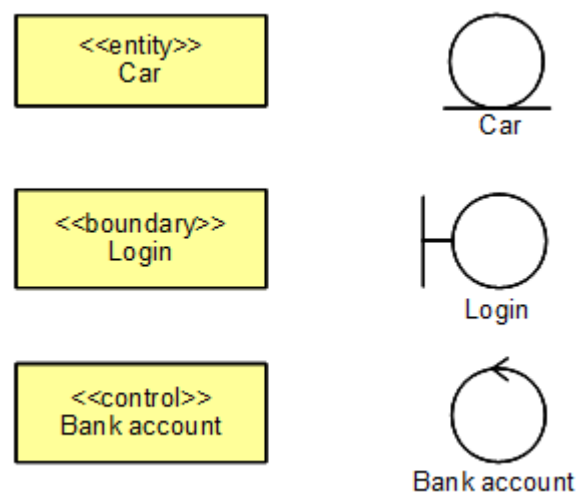 <<entity>>
Car
Car
<<boundary>>
Login
Login
<<control>>
Bank account
Bank account